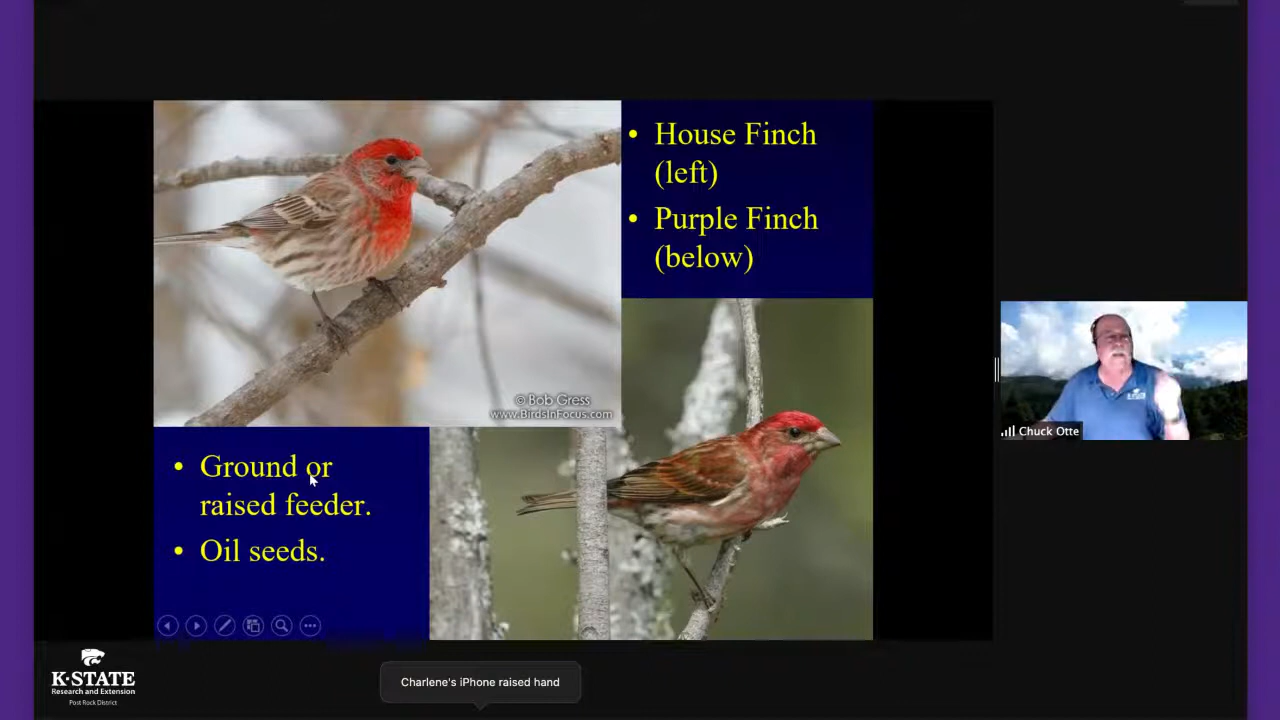 • House Finch
(left)
• Purple Finch
(below)
© Bob Gress
www.BirdsInFocus.com
Chuck Otte
• Ground or
raised feeder.
• Oil seeds.
K-STATE
Research and Extension
Post Rock District
Charlene's iPhone raised hand